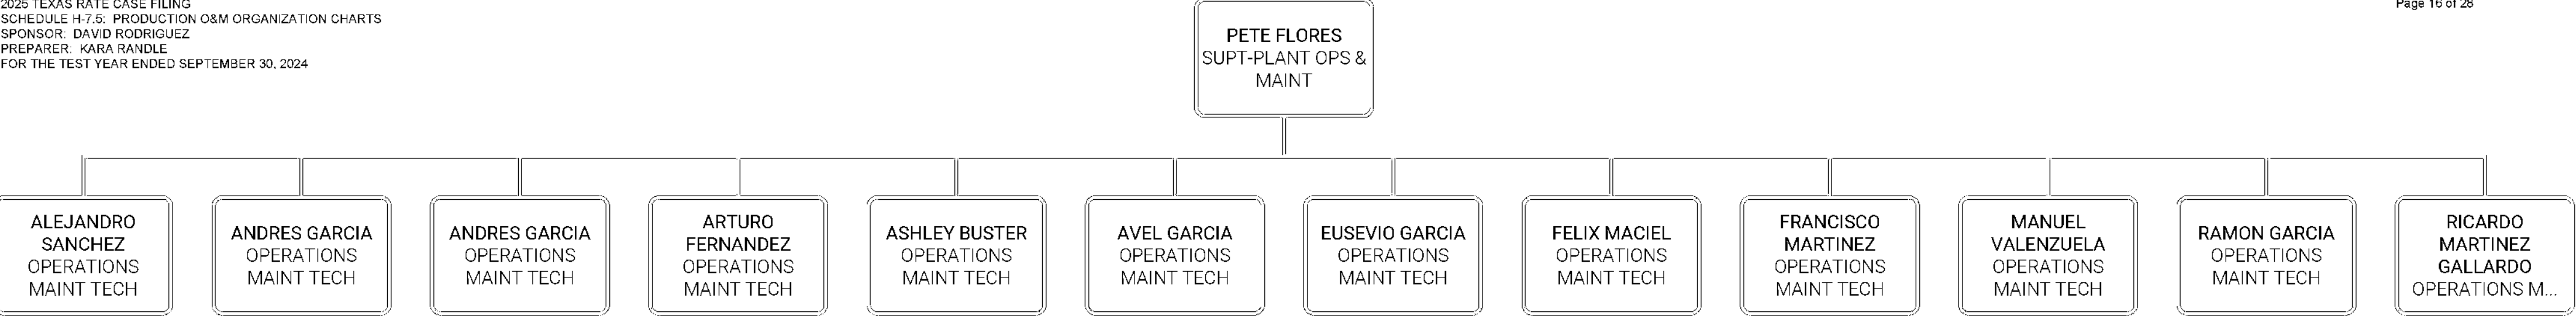 2025 TEXAS RATE CASE FILING
SCHEDULE H-7.5: PRODUCTION O&M ORGANIZATION CHARTS
SPONSOR: DAVID RODRIGUEZ
PREPARER: KARA RANDLE
FOR THE TEST YEAR ENDED SEPTEMBER 30, 2024
Page 16 of 28
PETE FLORES
SUPT-PLANT OPS &
MAINT
ALEJANDRO
SANCHEZ
OPERATIONS
MAINT TECH
ANDRES GARCIA
OPERATIONS
MAINT TECH
ANDRES GARCIA
OPERATIONS
MAINT TECH
ARTURO
FERNANDEZ
OPERATIONS
MAINT TECH
ASHLEY BUSTER
OPERATIONS
MAINT TECH
AVEL GARCIA
OPERATIONS
MAINT TECH
EUSEVIO GARCIA
OPERATIONS
MAINT TECH
FELIX MACIEL
OPERATIONS
MAINT TECH
FRANCISCO
MARTINEZ
OPERATIONS
MAINT TECH
MANUEL
VALENZUELA
OPERATIONS
MAINT TECH
RAMON GARCIA
OPERATIONS
MAINT TECH
RICARDO
MARTINEZ
GALLARDO
OPERATIONS M...